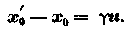 x₀′ − x₀ = γu.